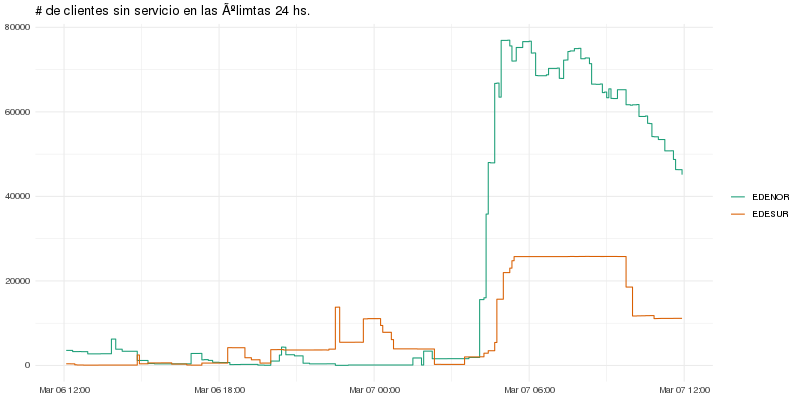 # de clientes sin servicio en las Ãºlimtas 24 hs.
80000
60000
40000
20000
0
Mar 06 12:00
Mar 06 18:00
Mar 07 00:00
Mar 07 06:00
Mar 07 12:00
EDENOR
EDESUR